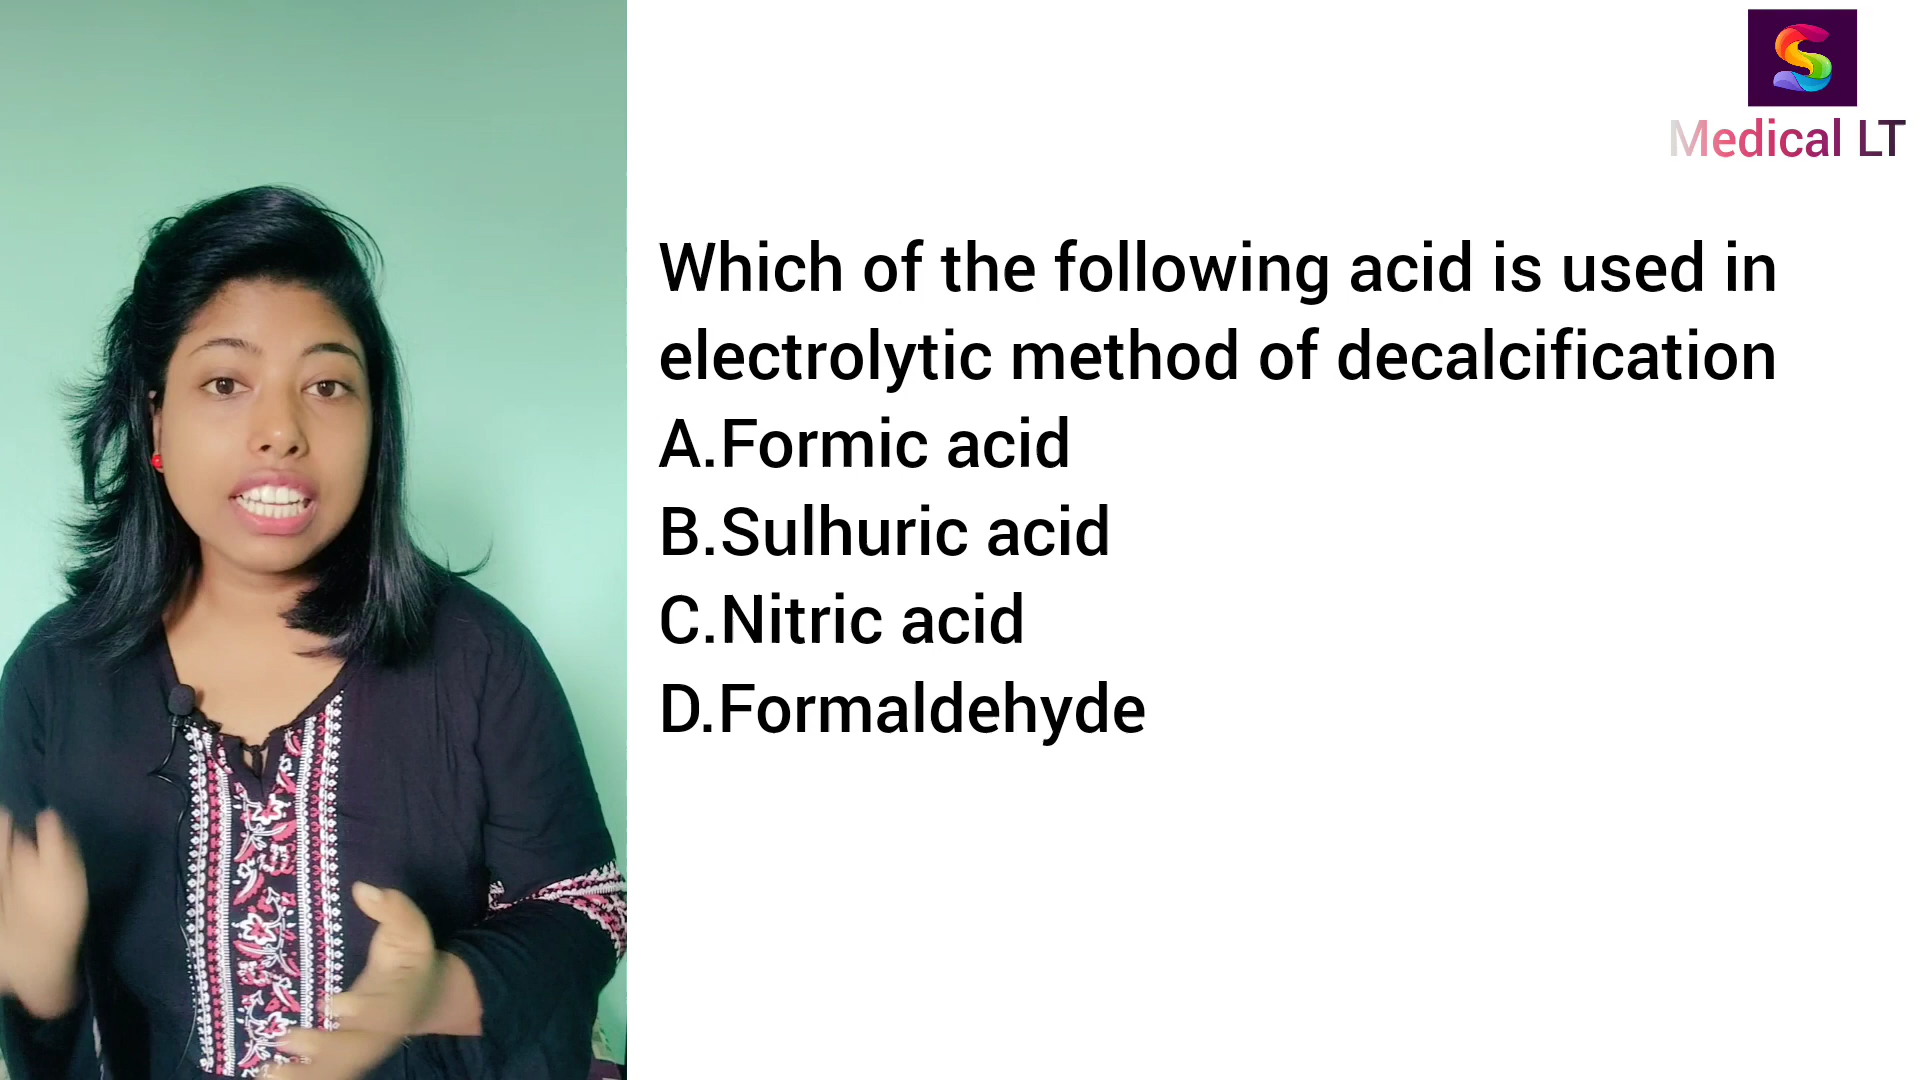 Medical LT
Which of the following acid is used in
electrolytic method of decalcification
A.Formic acid
B.Sulhuric acid
C.Nitric acid
D.Formaldehyde